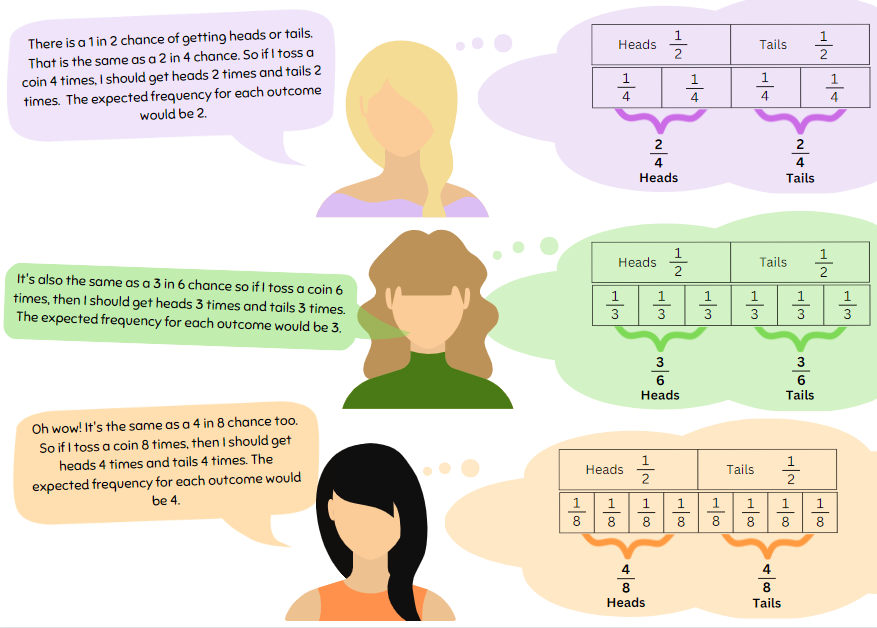 There is a 1 in 2 chance of getting heads or tails.
That is the same as a 2 in 4 chance. So if I toss a
coin 4 times, I should get heads 2 times and tails 2
times. The expected frequency for each outcome
would be 2.
Heads 1/2 Tails 1/2
1/4 1/4 1/4 1/4
2/4 2/4
Heads Tails
It's also the same as a 3 in 6 chance so if I toss a coin 6
times, then I should get heads 3 times and tails 3 times.
The expected frequency for each outcome would be 3.
Heads 1/2 Tails 1/2
1/3 1/3 1/3 1/3 1/3 1/3
3/6 3/6
Heads Tails
Oh wow! It's the same as a 4 in 8 chance too.
So if I toss a coin 8 times, then I should get
heads 4 times and tails 4 times. The
expected frequency for each outcome would
be 4.
Heads 1/2 Tails 1/2
1/8 1/8 1/8 1/8 1/8 1/8 1/8 1/8
4/8 4/8
Heads Tails